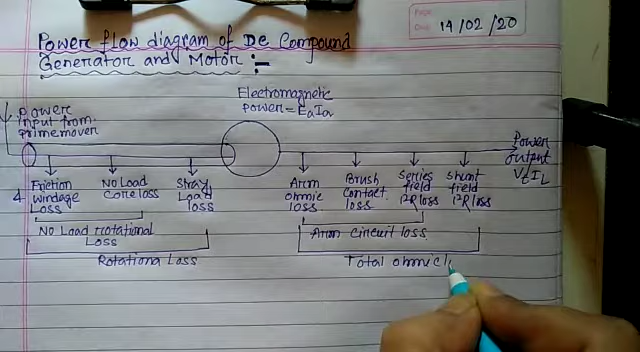 PAGE:
Date: 14/02/20
Power flow diagram of Dc Compound
Generator and Motor :-
Power
input from
primemover
Electromagnetic
power = EaIa
Power
output
VtIL
4
Friction
windage
Loss
No Load
Core loss
Stray
Load
loss
Arm
ohmic
loss
Brush
Contact
loss
Series
field
I²R loss
Shunt
field
I²R loss
No Load rotational
Loss
Arm circuit loss
Rotational Loss
Total ohmic l